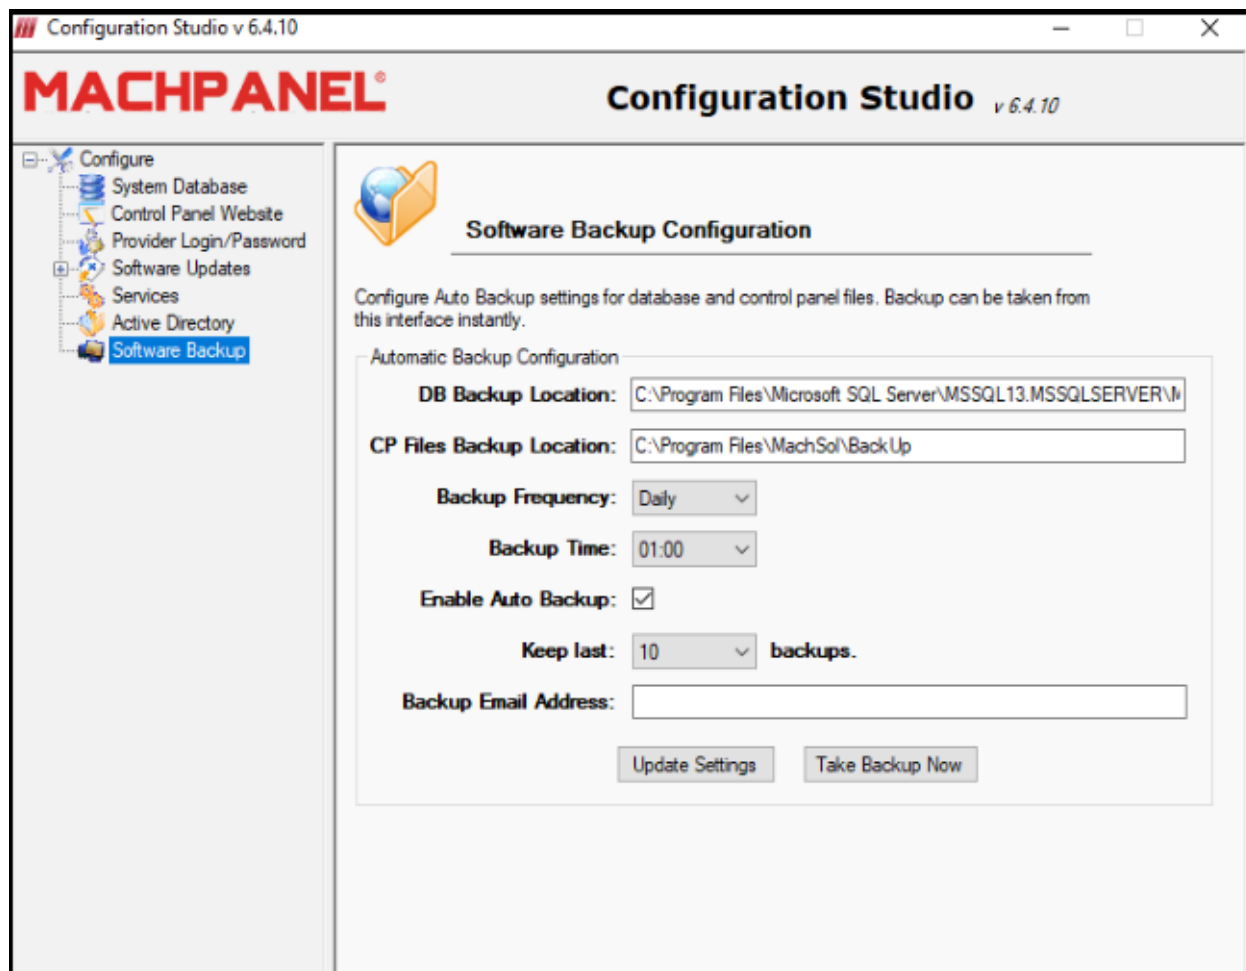 Configuration Studio v 6.4.10
MACHPANEL®
Configuration Studio v 6.4.10
Configure
System Database
Control Panel Website
Provider Login/Password
Software Updates
Services
Active Directory
Software Backup
Software Backup Configuration
Configure Auto Backup settings for database and control panel files. Backup can be taken from
this interface instantly.
Automatic Backup Configuration
DB Backup Location: C:\Program Files\Microsoft SQL Server\MSSQL13.MSSQLSERVER\
CP Files Backup Location: C:\Program Files\MachSol\BackUp
Backup Frequency: Daily
Backup Time: 01:00
Enable Auto Backup:
Keep last: 10 backups.
Backup Email Address:
Update Settings Take Backup Now